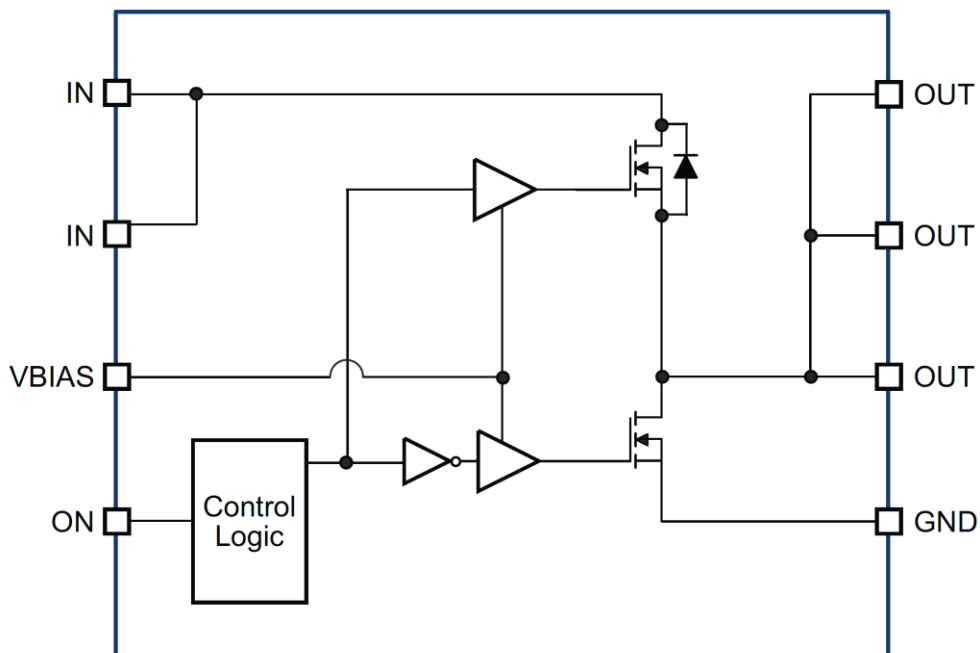 IN
OUT
IN
OUT
VBIAS
OUT
Control
Logic
ON
GND